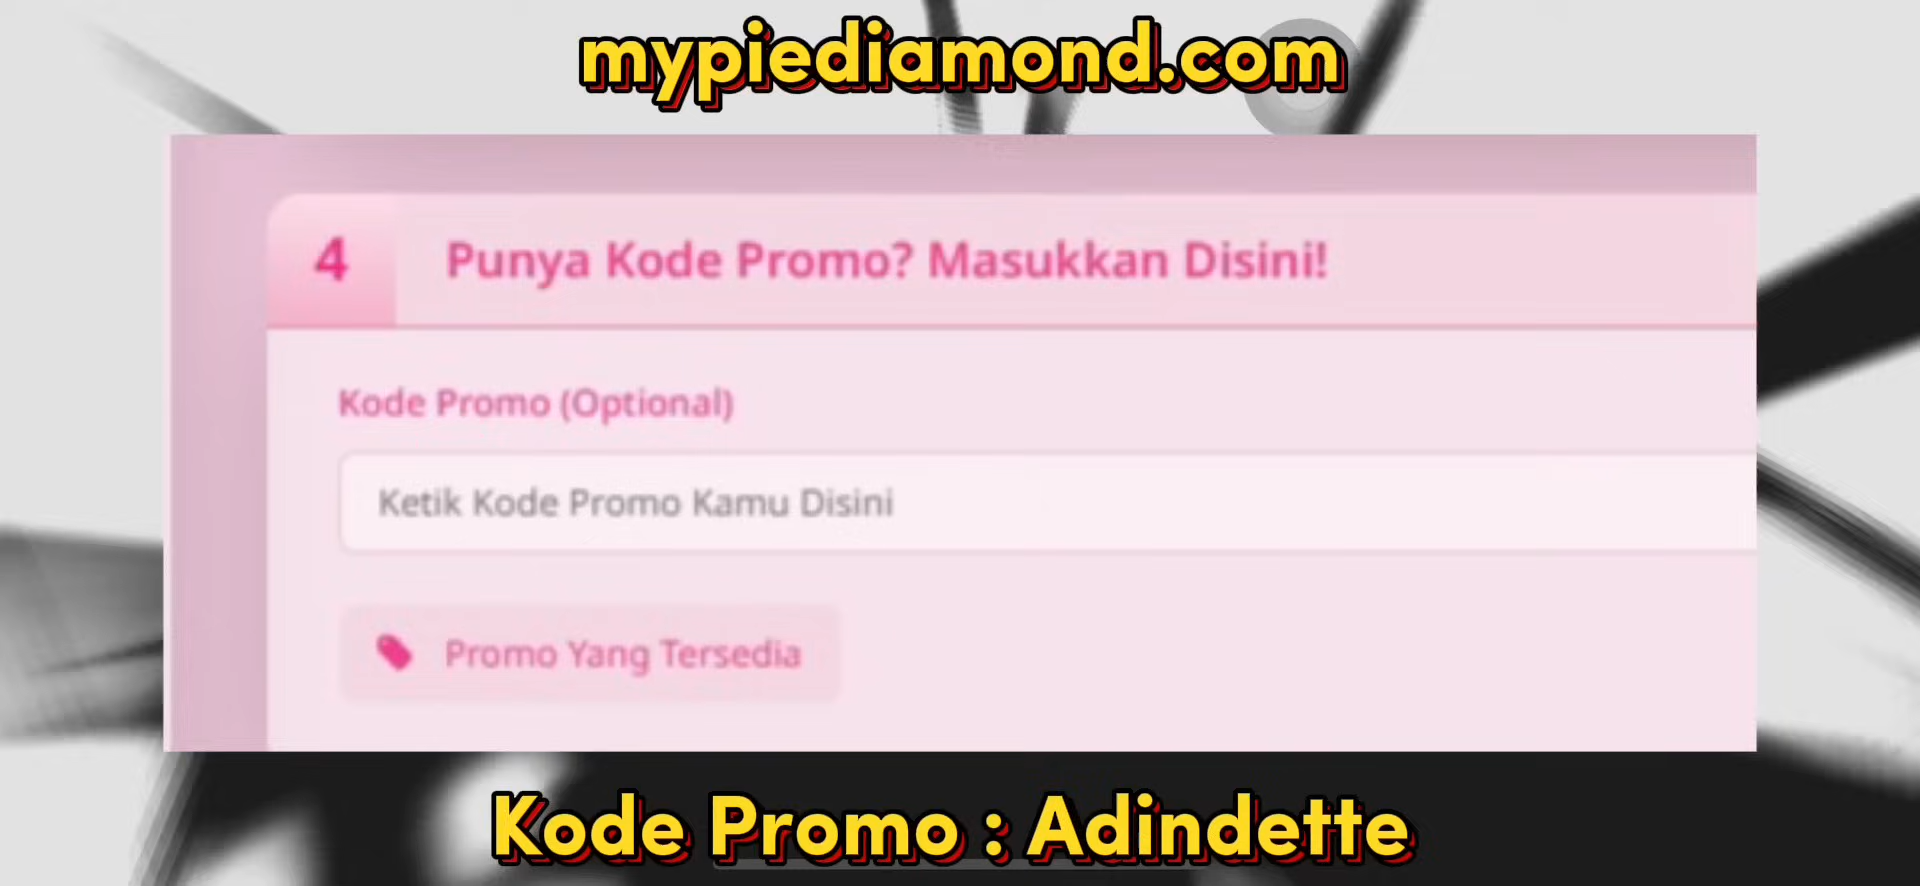 mypiediamond.com
4
Punya Kode Promo? Masukkan Disini!
Kode Promo (Optional)
Ketik Kode Promo Kamu Disini
Promo Yang Tersedia
Kode Promo : Adindette